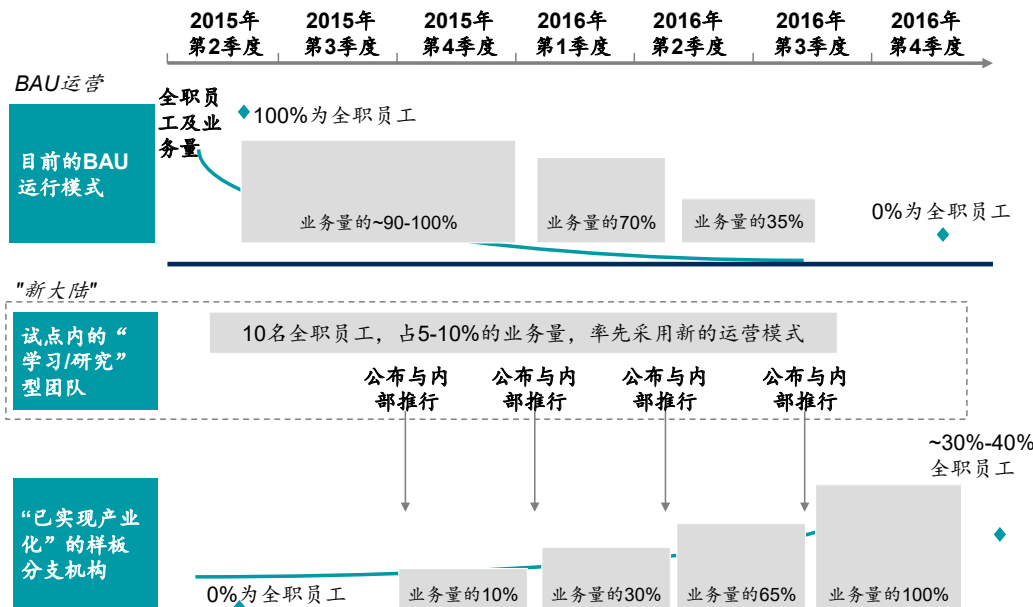 2015年
第2季度
2015年
第3季度
2015年
第4季度
2016年
第1季度
2016年
第2季度
2016年
第3季度
2016年
第4季度
BAU运营
全职员
工及业
务量
100%为全职员工
目前的BAU
运行模式
业务量的~90-100%
业务量的70%
业务量的35%
0%为全职员工
"新大陆"
试点内的“
学习/研究”
型团队
10名全职员工，占5-10%的业务量，率先采用新的运营模式
公布与内
部推行
公布与内
部推行
公布与内
部推行
公布与内
部推行
~30%-40%
全职员工
“已实现产业
化”的样板
分支机构
0%为全职员工
业务量的10%
业务量的30%
业务量的65%
业务量的100%